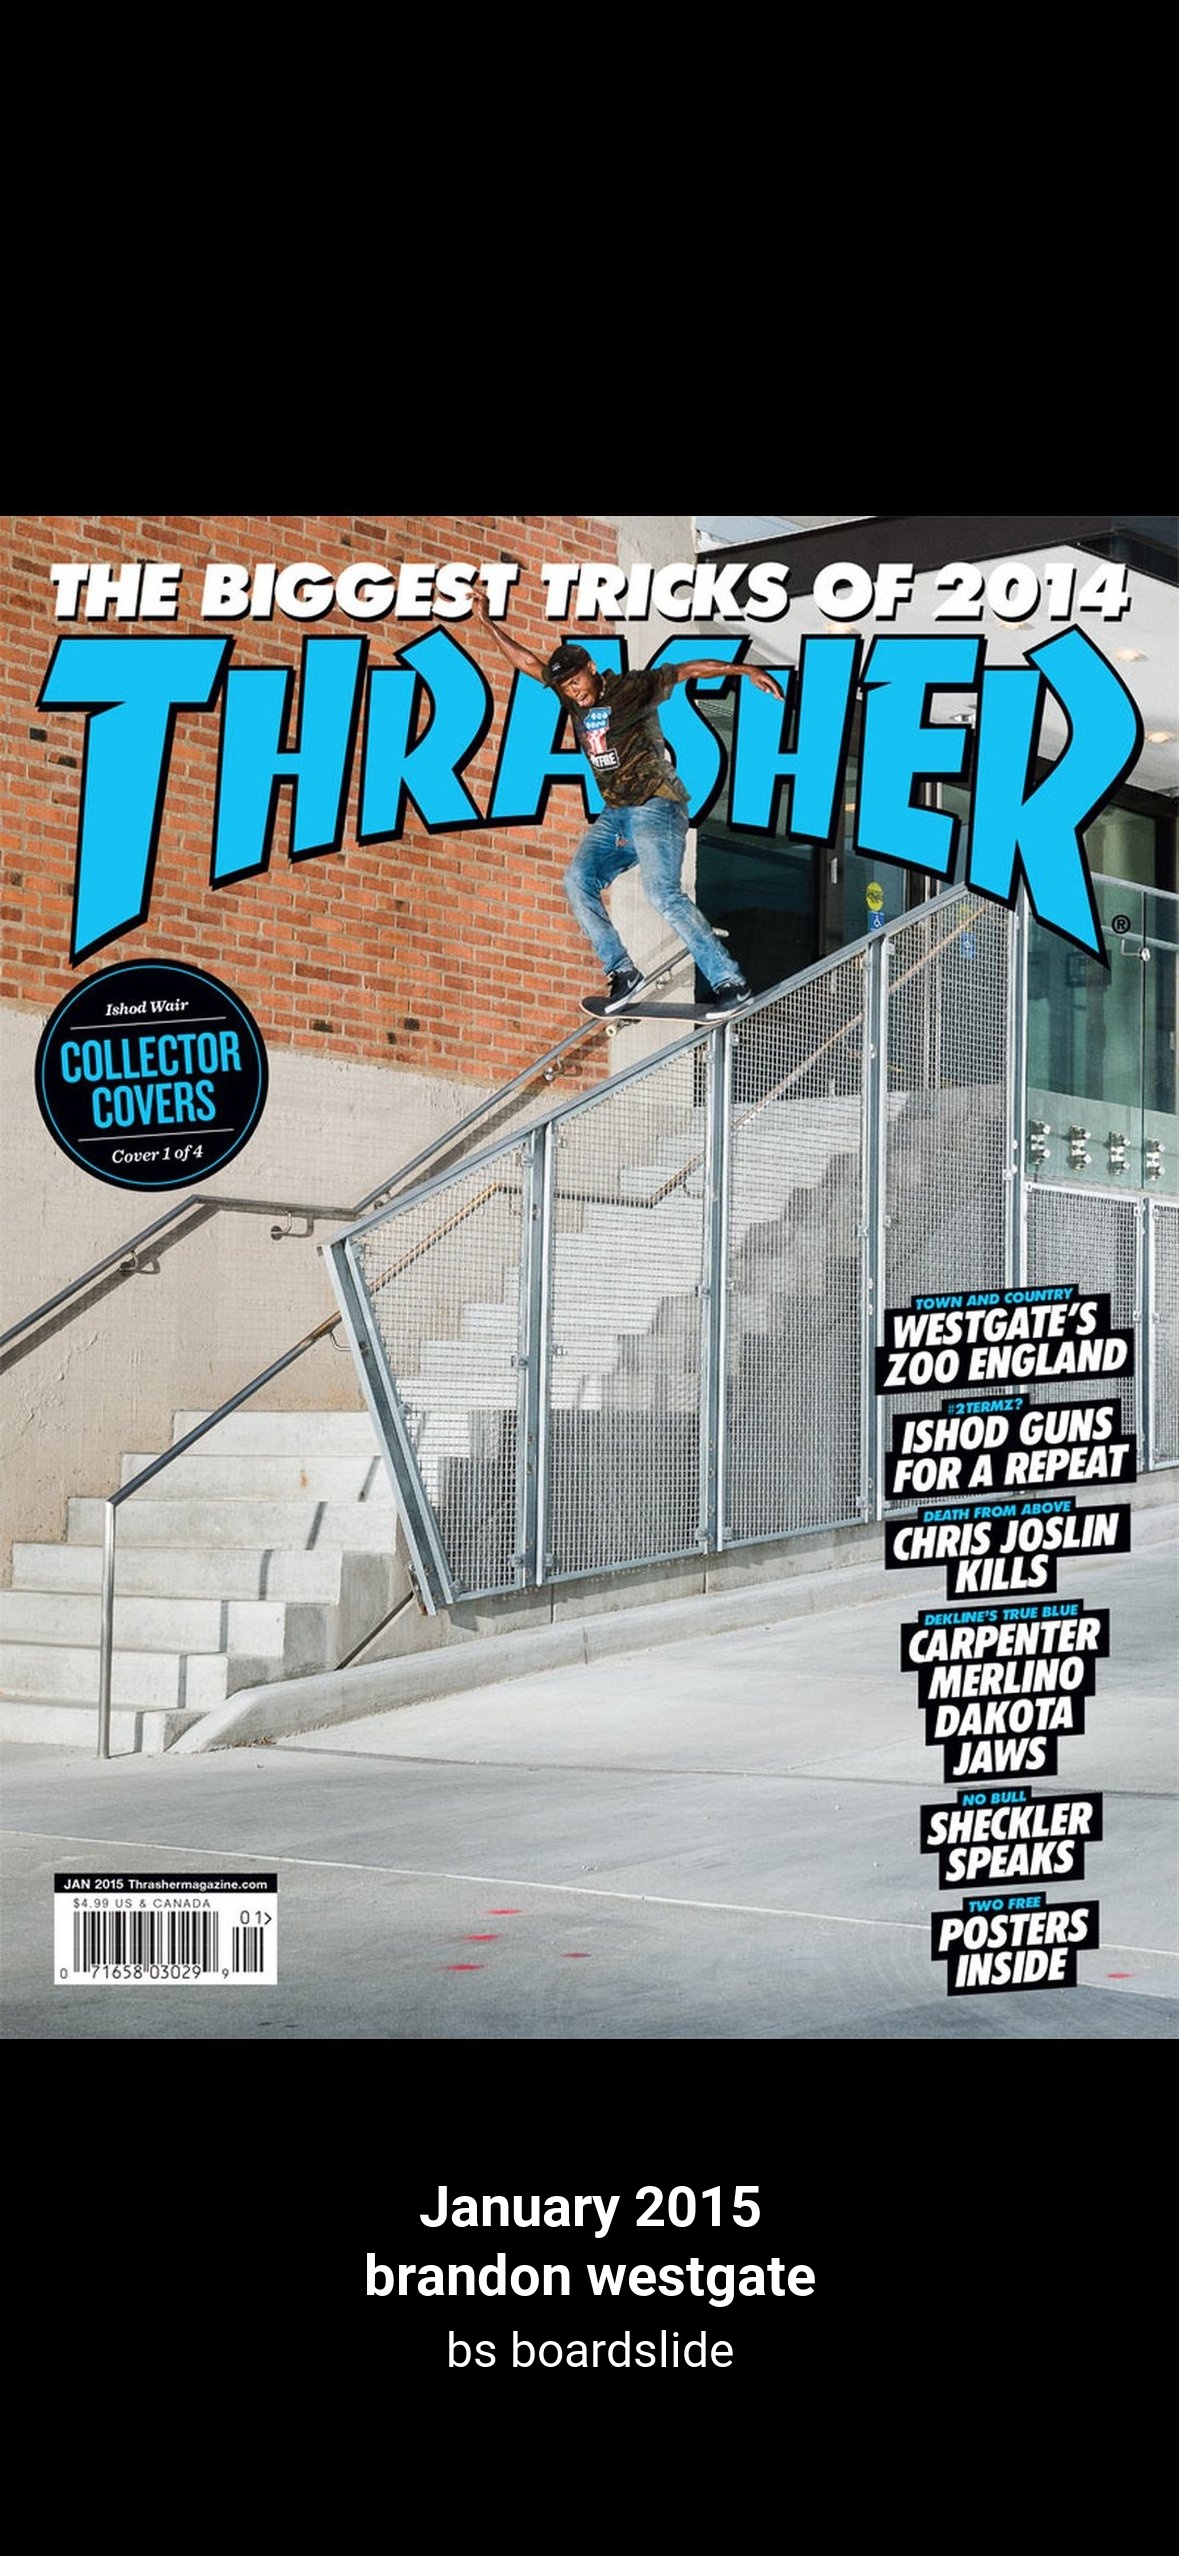 THE BIGGEST TRICKS OF 2014
THRASHER
®
Ishod Wair
COLLECTOR
COVERS
Cover 1 of 4
TOWN AND COUNTRY
WESTGATE'S
ZOO ENGLAND
#2TERMZ?
ISHOD GUNS
FOR A REPEAT
DEATH FROM ABOVE
CHRIS JOSLIN
KILLS
DEKLINE'S TRUE BLUE
CARPENTER
MERLINO
DAKOTA
JAWS
NO BULL
SHECKLER
SPEAKS
TWO FREE
POSTERS
INSIDE
JAN 2015 Thrashermagazine.com
$4.99 US & CANADA
01>
0 71658 03029 9
January 2015
brandon westgate
bs boardslide